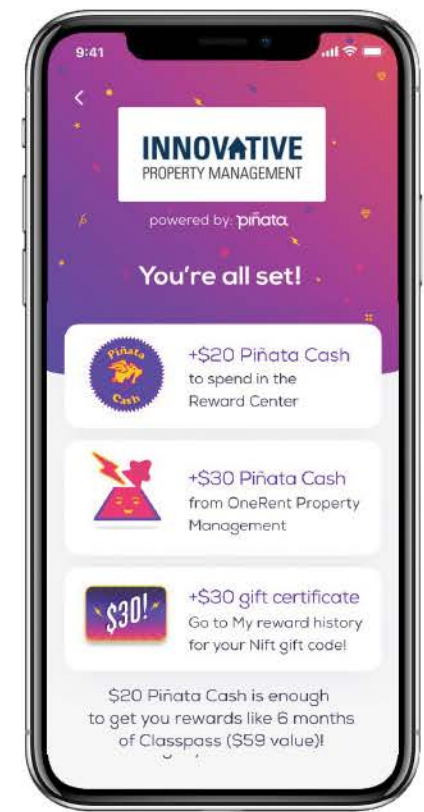 9:41
INNOVATIVE
PROPERTY MANAGEMENT
powered by: piñata
You're all set!
Piñata
Cash
+$20 Piñata Cash
to spend in the
Reward Center
+$30 Piñata Cash
from OneRent Property
Management
$30!
+$30 gift certificate
Go to My reward history
for your Nift gift code!
$20 Piñata Cash is enough
to get you rewards like 6 months
of Classpass ($59 value)!